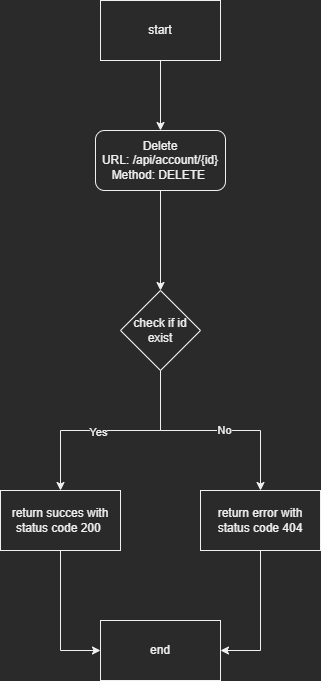 start
Delete
URL: /api/account/{id}
Method: DELETE
check if id
exist
Yes
No
return succes with
status code 200
return error with
status code 404
end